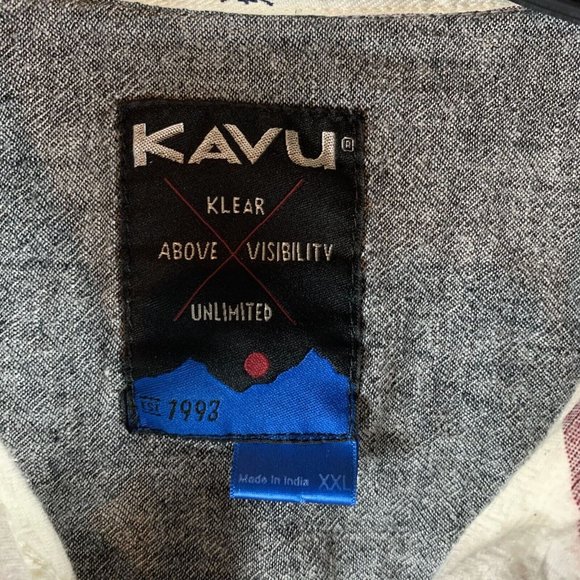 KAVU®
KLEAR
ABOVE VISIBILITY
UNLIMITED
EST. 1993
Made In India XXL